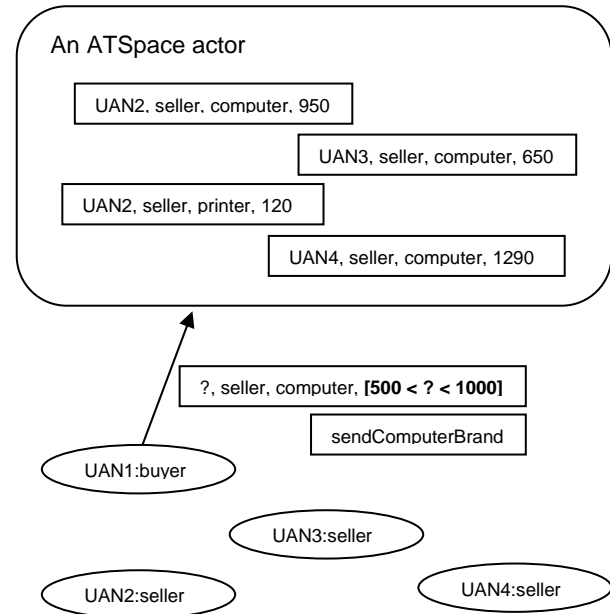 An ATSpace actor
UAN2, seller, computer, 950
UAN3, seller, computer, 650
UAN2, seller, printer, 120
UAN4, seller, computer, 1290
?, seller, computer, [500 < ? < 1000]
sendComputerBrand
UAN1:buyer
UAN3:seller
UAN2:seller
UAN4:seller